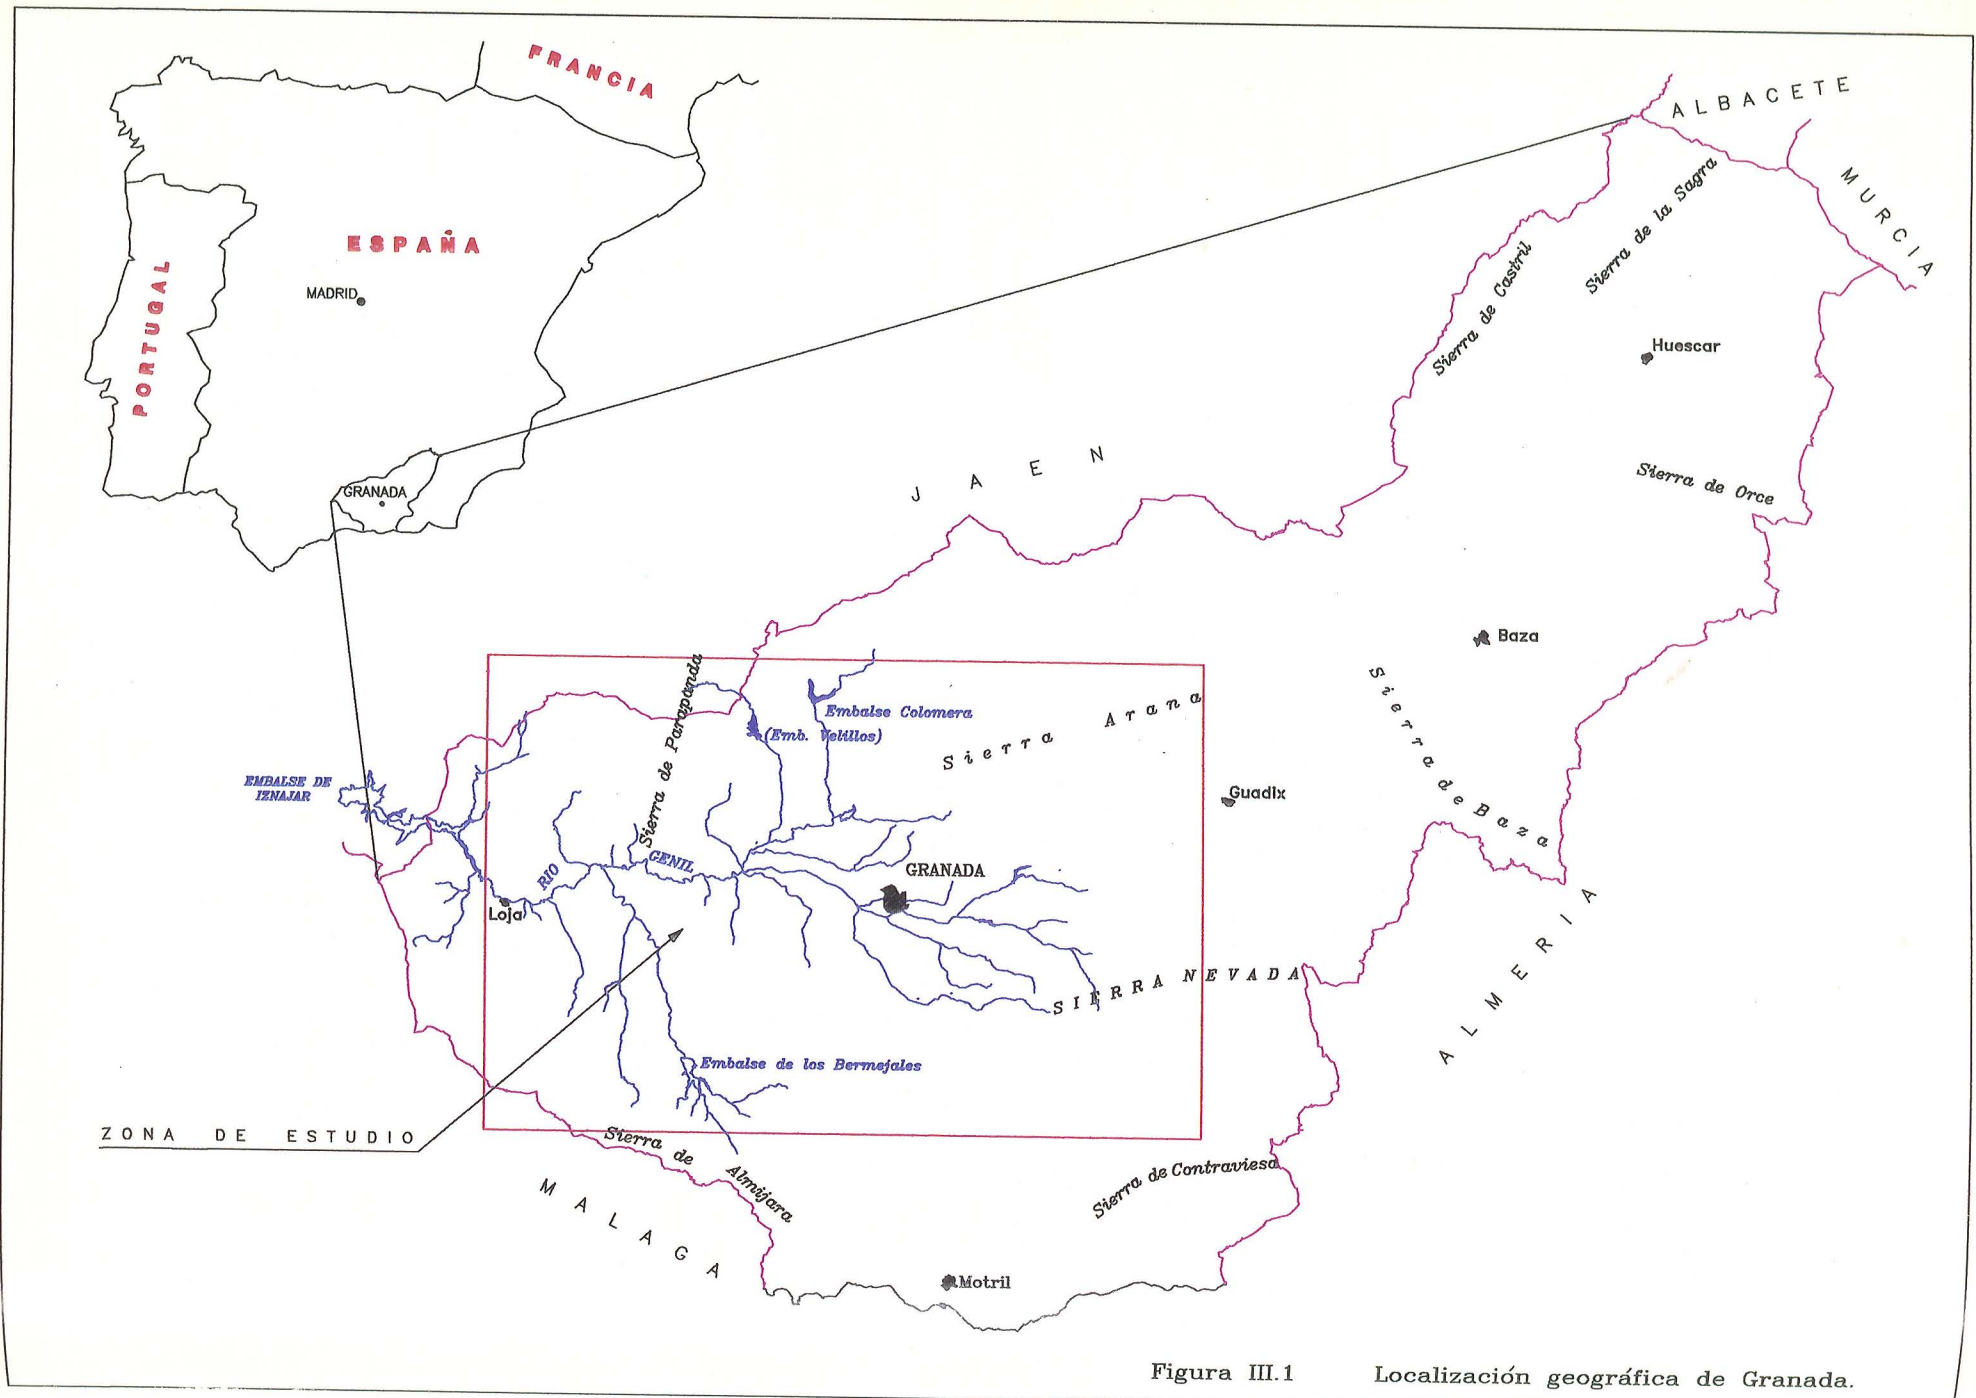 FRANCIA
ESPAÑA
MADRID
PORTUGAL
GRANADA
ALBACETE
MURCIA
Sierra de la Sagra
Sierra de Castril
Huescar
JAEN
Sierra de Orce
Baza
Sierra de Baza
Sierra de Parapanda
Embalse Colomera
(Emb. Velillos)
Sierra Arana
EMBALSE DE
IZNAJAR
Guadix
RIO GENIL
GRANADA
Loja
SIERRA NEVADA
ALMERIA
Embalse de los Bermejales
ZONA DE ESTUDIO
Sierra de Almijara
MALAGA
Sierra de Contraviesa
Motril
Figura III.1 Localización geográfica de Granada.